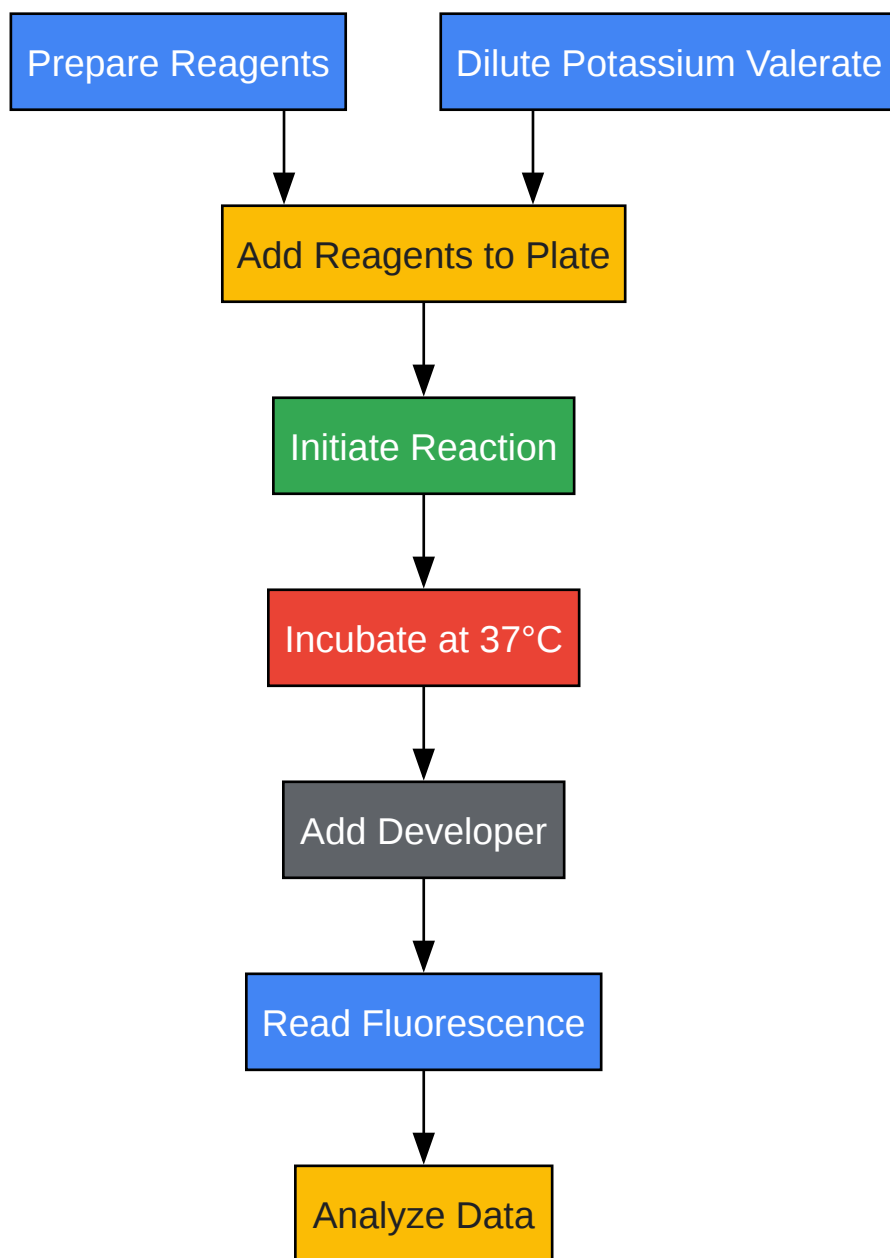 Prepare Reagents
Dilute Potassium Valerate
Add Reagents to Plate
Initiate Reaction
Incubate at 37°C
Add Developer
Read Fluorescence
Analyze Data